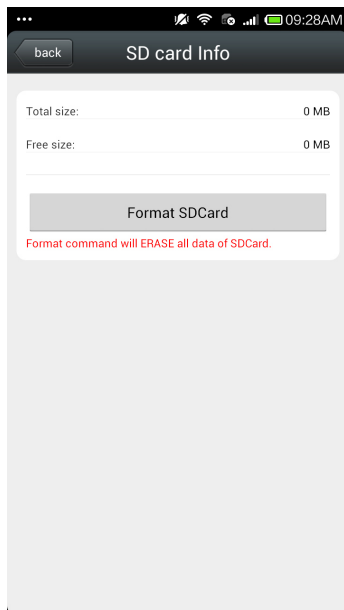 ••• 09:28AM
back SD card Info
Total size: 0 MB
Free size: 0 MB
Format SDCard
Format command will ERASE all data of SDCard.